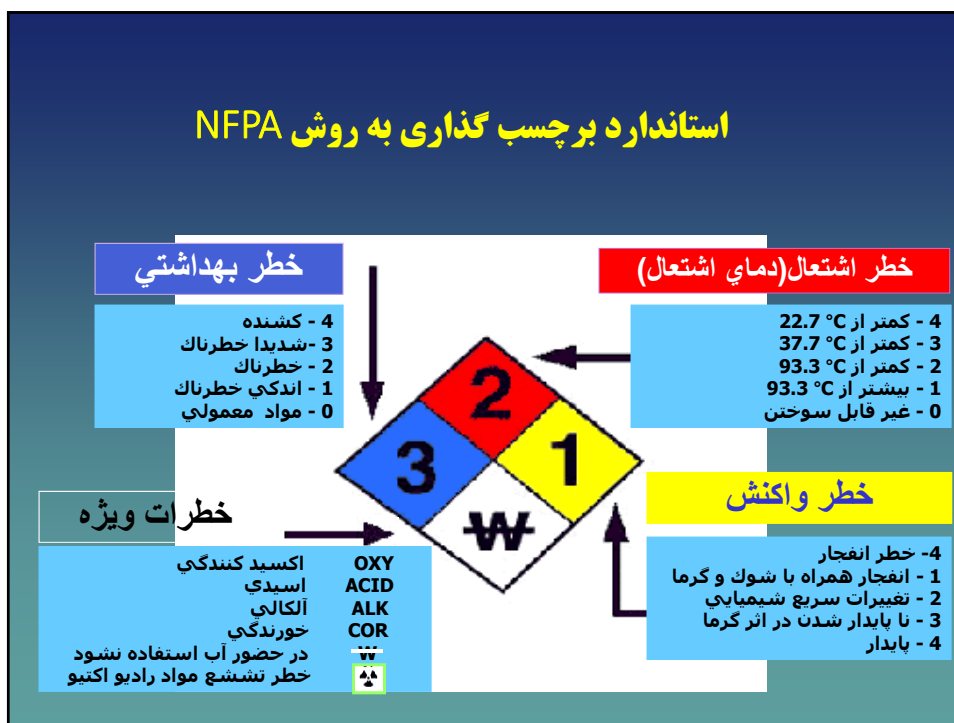 استاندارد برچسب گذاری به روش NFPA
خطر اشتعال(دماي اشتعال)
4 - كمتر از 22.7 °C
3 - كمتر از 37.7 °C
2 - كمتر از 93.3 °C
1 - بيشتر از 93.3 °C
0 - غير قابل سوختن
خطر بهداشتي
4 - كشنده
3 -شديدا خطرناك
2 - خطرناك
1 - اندكي خطرناك
0 - مواد معمولي
2
3
1
W
خطر واكنش
4- خطر انفجار
1 - انفجار همراه با شوك و گرما
2 - تغييرات سريع شيميايي
3 - نا پايدار شدن در اثر گرما
4 - پايدار
خطرات ويژه
OXY اكسيد كنندگي
ACID اسيدي
ALK آلكالي
COR خورندگي
W در حضور آب استفاده نشود
خطر تششع مواد راديو اكتيو